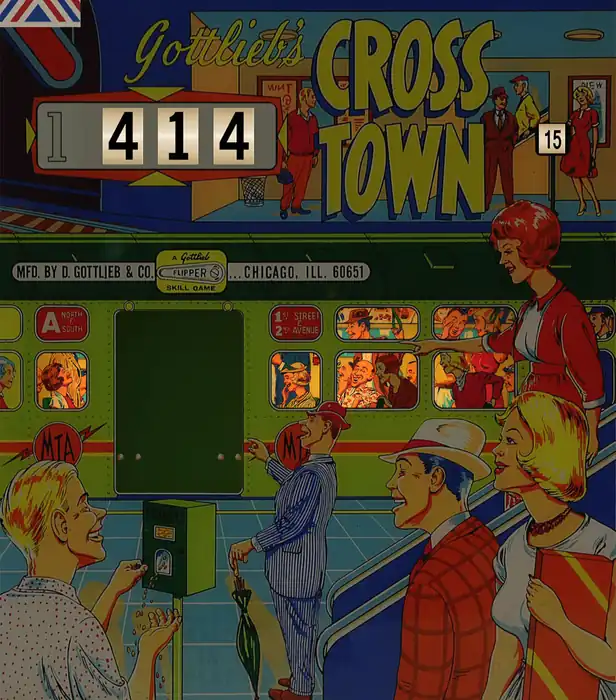 Gottlieb's
CROSS
TOWN
WHAT
NEW
1 414
15
MFD. BY D. GOTTLIEB & CO.
A Gottlieb
FLIPPER
SKILL GAME
...CHICAGO, ILL. 60651
A NORTH & SOUTH
1ST STREET & 2ND AVENUE
MTA
MT